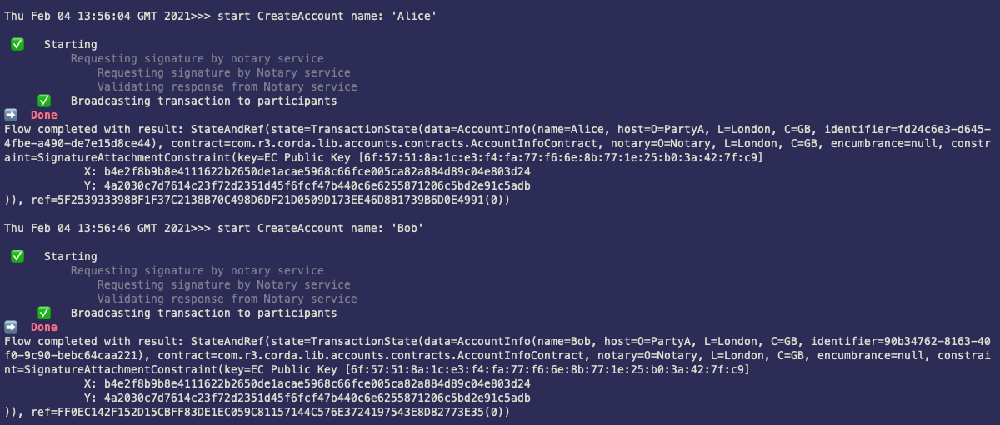 Thu Feb 04 13:56:04 GMT 2021>>> start CreateAccount name: 'Alice'
✅ Starting
Requesting signature by notary service
Requesting signature by Notary service
Validating response from Notary service
✅ Broadcasting transaction to participants
➡️ Done
Flow completed with result: StateAndRef(state=TransactionState(data=AccountInfo(name=Alice, host=O=PartyA, L=London, C=GB, identifier=fd24c6e3-d645-
4fbe-a490-de7e15d8ce44), contract=com.r3.corda.lib.accounts.contracts.AccountInfoContract, notary=O=Notary, L=London, C=GB, encumbrance=null, constr
aint=SignatureAttachmentConstraint(key=EC Public Key [6f:57:51:8a:1c:e3:f4:fa:77:f6:6e:8b:77:1e:25:b0:3a:42:7f:c9]
X: b4e2f8b9b8e4111622b2650de1acae5968c66fce005ca82a884d89c04e803d24
Y: 4a2030c7d7614c23f72d2351d45f6fcf47b440c6e6255871206c5bd2e91c5adb
)), ref=5F253933398BF1F37C2138B70C498D6DF21D0509D173EE46D8B1739B6D0E4991(0))
Thu Feb 04 13:56:46 GMT 2021>>> start CreateAccount name: 'Bob'
✅ Starting
Requesting signature by notary service
Requesting signature by Notary service
Validating response from Notary service
✅ Broadcasting transaction to participants
➡️ Done
Flow completed with result: StateAndRef(state=TransactionState(data=AccountInfo(name=Bob, host=O=PartyA, L=London, C=GB, identifier=90b34762-8163-40
f0-9c90-bebc64caa221), contract=com.r3.corda.lib.accounts.contracts.AccountInfoContract, notary=O=Notary, L=London, C=GB, encumbrance=null, constrai
nt=SignatureAttachmentConstraint(key=EC Public Key [6f:57:51:8a:1c:e3:f4:fa:77:f6:6e:8b:77:1e:25:b0:3a:42:7f:c9]
X: b4e2f8b9b8e4111622b2650de1acae5968c66fce005ca82a884d89c04e803d24
Y: 4a2030c7d7614c23f72d2351d45f6fcf47b440c6e6255871206c5bd2e91c5adb
)), ref=FF0EC142F152D15CBFF83DE1EC059C81157144C576E3724197543E8D82773E35(0))